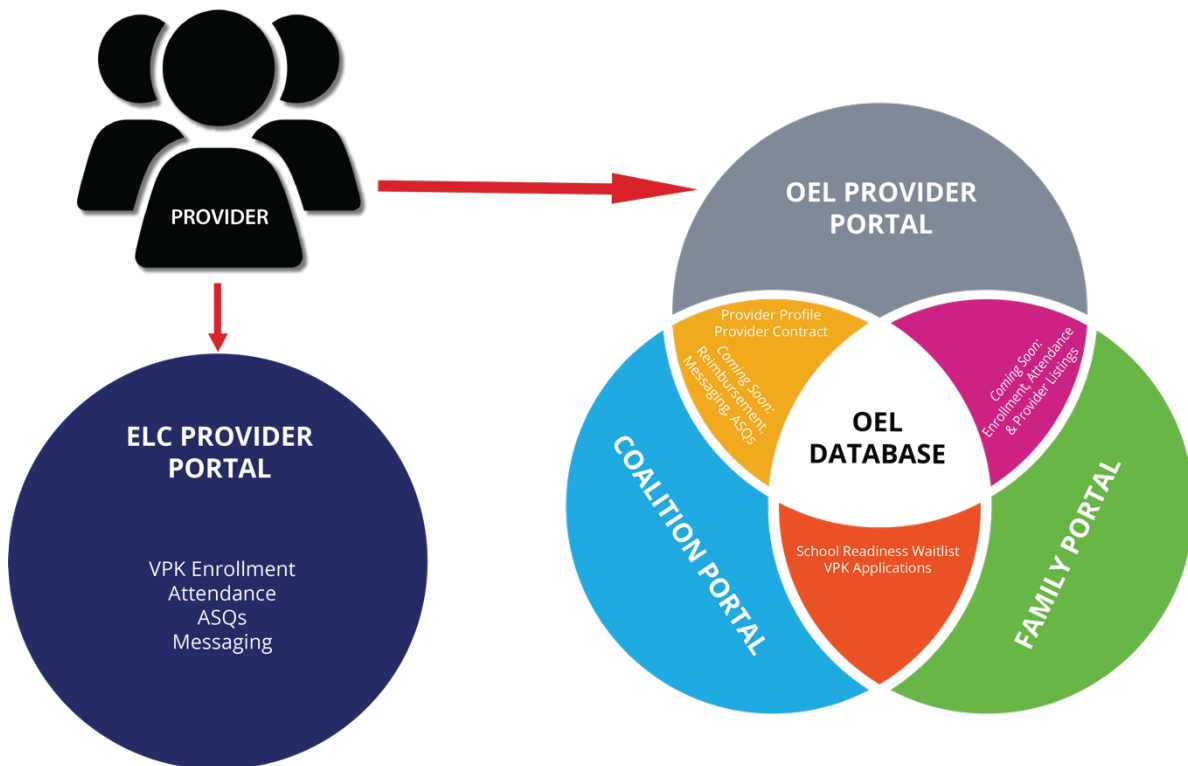 PROVIDER
OEL PROVIDER
PORTAL
Provider Profile
Provider Contract
Coming Soon:
Reimbursement,
Messaging, ASQs
Coming Soon:
Enrollment, Attendance
& Provider Listings
OEL
DATABASE
COALITION PORTAL
FAMILY PORTAL
School Readiness Waitlist
VPK Applications
ELC PROVIDER
PORTAL
VPK Enrollment
Attendance
ASQs
Messaging